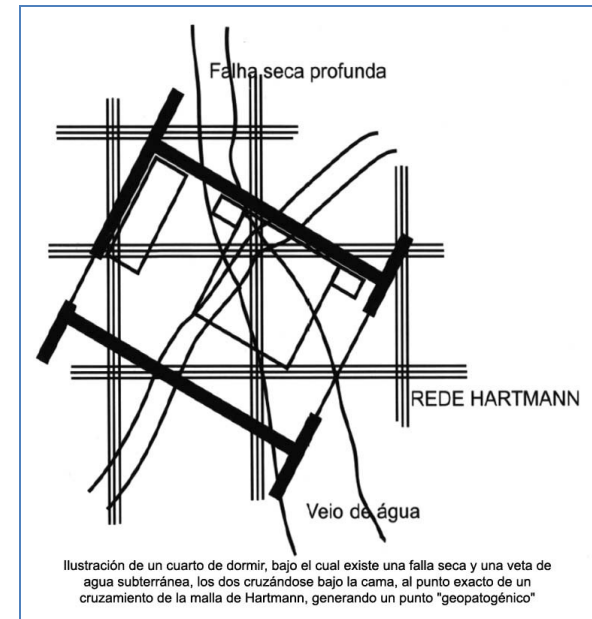 Falha seca profunda
REDE HARTMANN
Veio de água
Ilustración de un cuarto de dormir, bajo el cual existe una falla seca y una veta de
agua subterránea, los dos cruzándose bajo la cama, al punto exacto de un
cruzamiento de la malla de Hartmann, generando un punto "geopatogénico"